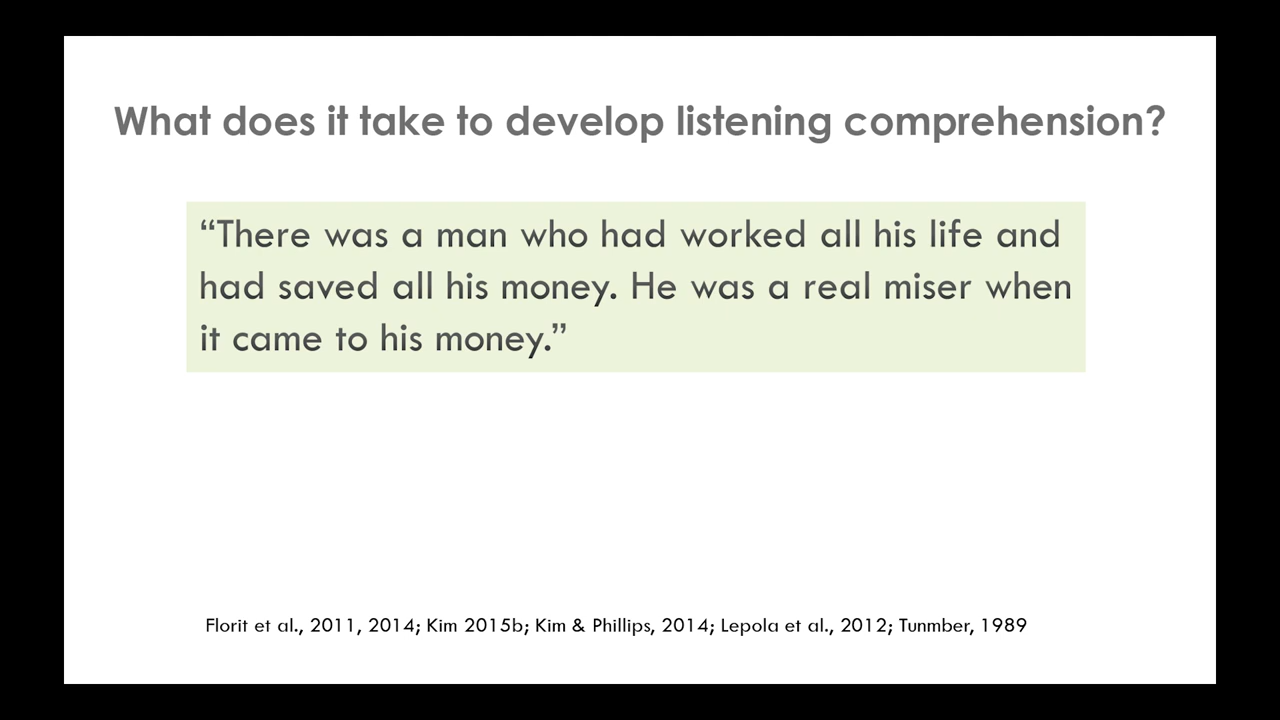 What does it take to develop listening comprehension?
“There was a man who had worked all his life and
had saved all his money. He was a real miser when
it came to his money.”
Florit et al., 2011, 2014; Kim 2015b; Kim & Phillips, 2014; Lepola et al., 2012; Tunmber, 1989